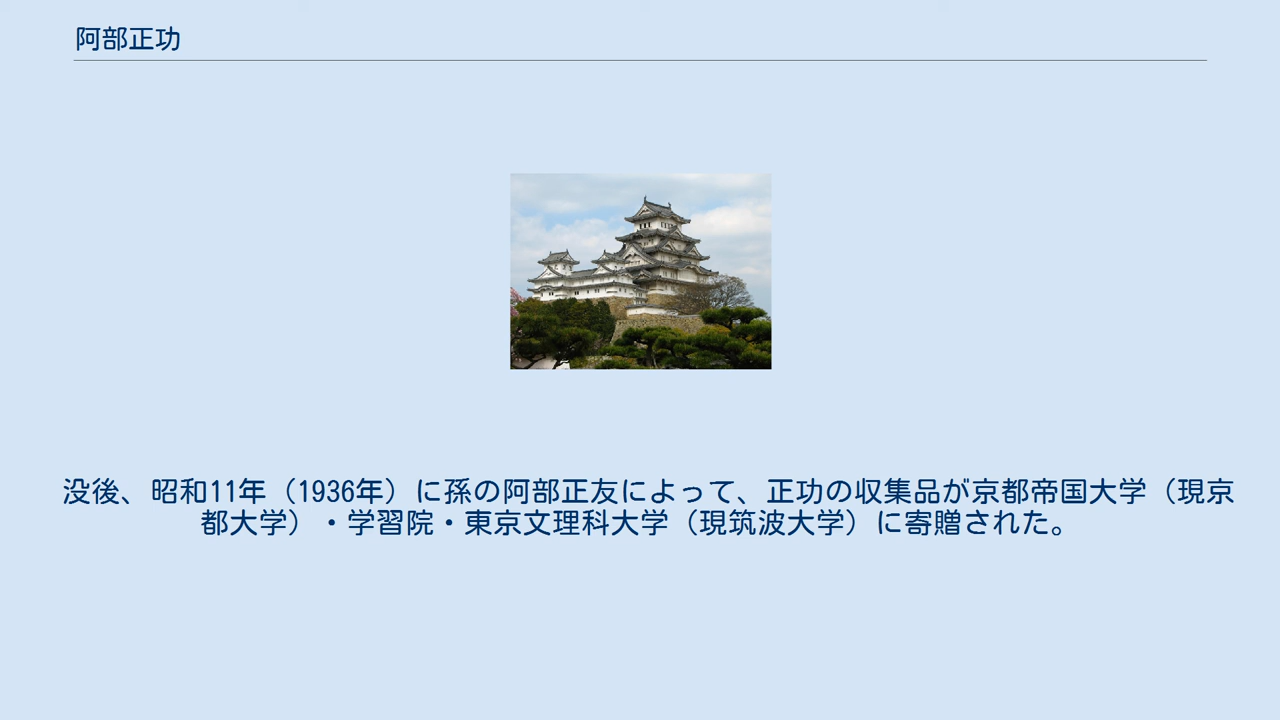 阿部正功
没後、昭和11年（1936年）に孫の阿部正友によって、正功の収集品が京都帝国大学（現京
都大学）・学習院・東京文理科大学（現筑波大学）に寄贈された。